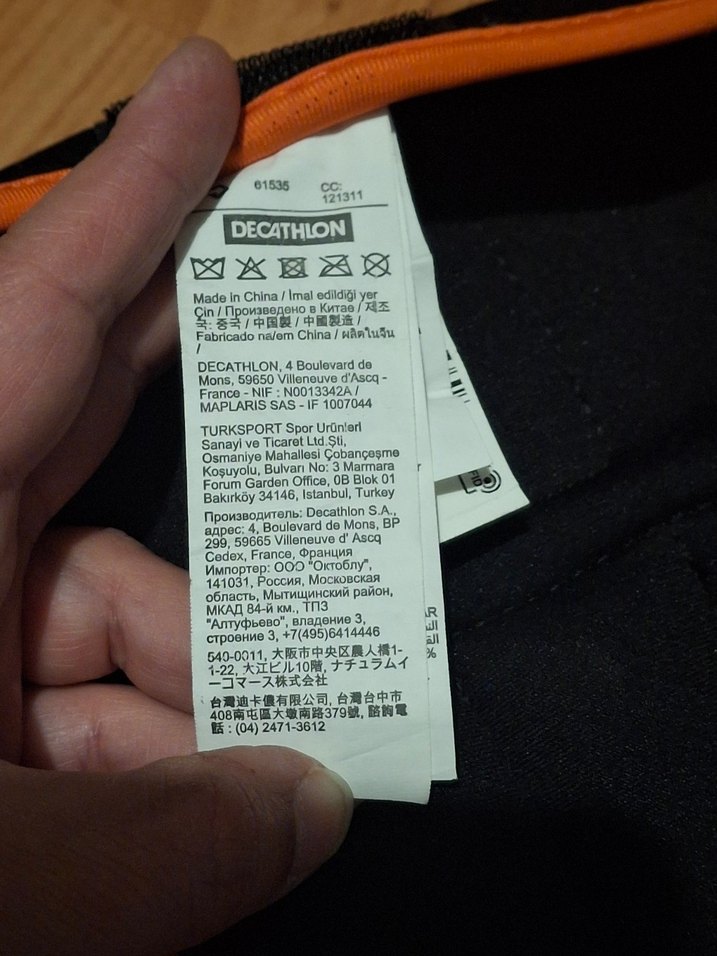 61535 CC:
121311
DECATHLON
Made in China / İmal edildiği yer
Çin / Произведено в Китае / 제조
국: 중국 / 中国製 / 中國製造 /
Fabricado na/em China / ผลิตในจีน
/
DECATHLON, 4 Boulevard de
Mons, 59650 Villeneuve d'Ascq -
France - NIF : N0013342A /
MAPLARIS SAS - IF 1007044
TURKSPORT Spor Urünleri
Sanayi ve Ticaret Ltd.Şti,
Osmaniye Mahallesi Çobançeşme
Koşuyolu, Bulvarı No: 3 Marmara
Forum Garden Office, 0B Blok 01
Bakırköy 34146, Istanbul, Turkey
Производитель: Decathlon S.A.,
адрес: 4, Boulevard de Mons, BP
299, 59665 Villeneuve d' Ascq
Cedex, France, Франция
Импортер: ООО "Октоблу",
141031, Россия, Московская
область, Мытищинский район,
МКАД 84-й км., ТПЗ
"Алтуфьево", владение 3,
строение 3, +7(495)6414446
540-0011, 大阪市中央区農人橋1-
1-22, 大江ビル10階, ナチュラムイ
ーコマース株式会社
台灣迪卡儂有限公司, 台灣台中市
408南屯區大墩南路379號, 諮詢電
話 : (04) 2471-3612
AR
%